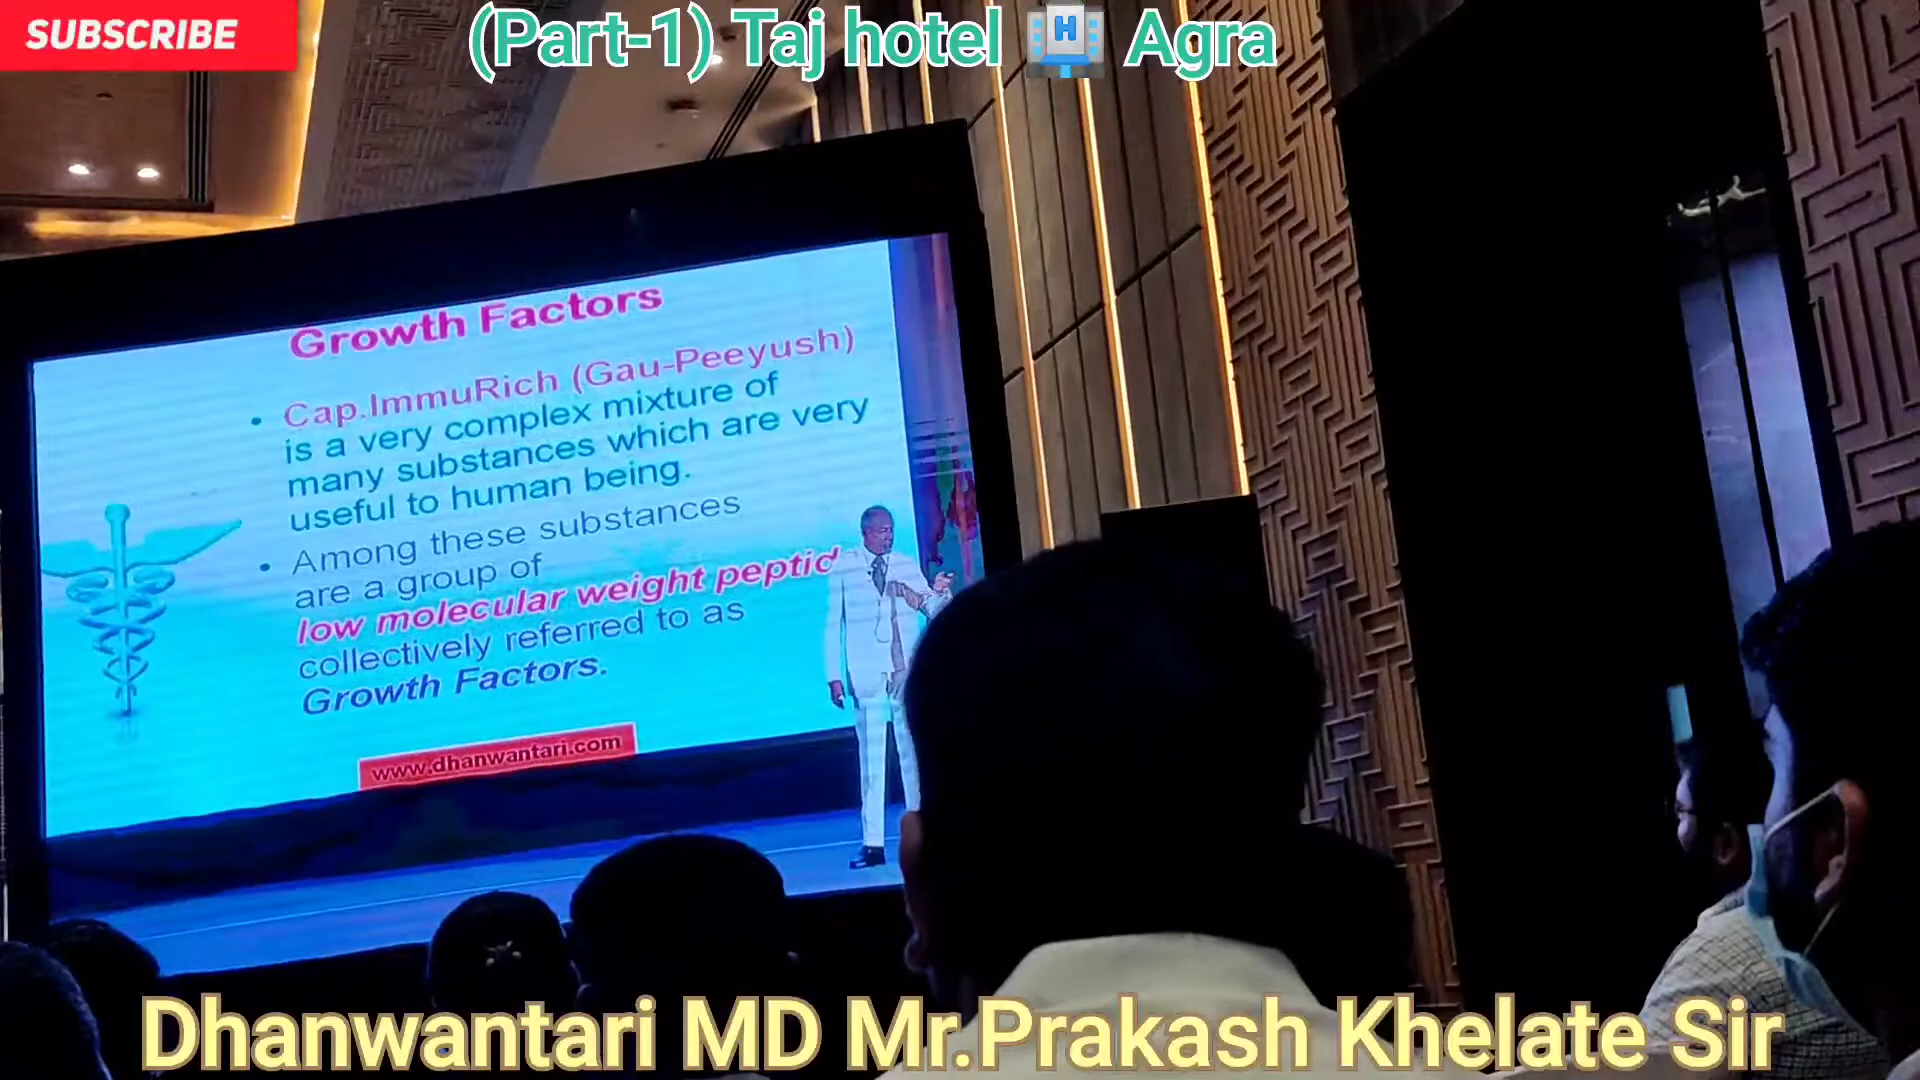 SUBSCRIBE
(Part-1) Taj hotel 🏨 Agra
Growth Factors
• Cap.ImmuRich (Gau-Peeyush)
is a very complex mixture of
many substances which are very
useful to human being.
• Among these substances
are a group of
low molecular weight peptid
collectively referred to as
Growth Factors.
www.dhanwantari.com
Dhanwantari MD Mr.Prakash Khelate Sir